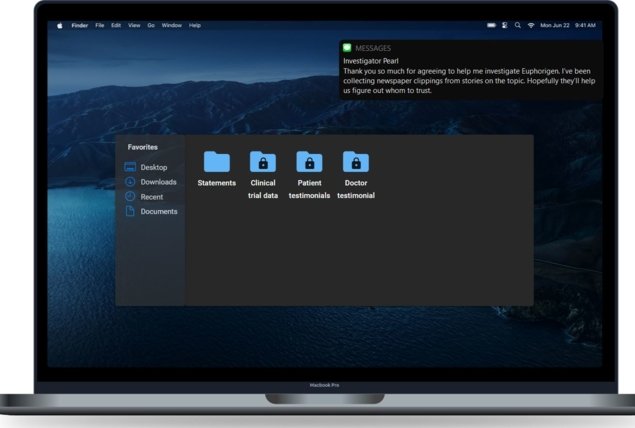 Finder File Edit View Go Window Help
Mon Jun 22 9:41 AM
MESSAGES
Investigator Pearl
Thank you so much for agreeing to help me investigate Euphorigen. I've been
collecting newspaper clippings from stories on the topic. Hopefully they'll help
us figure out whom to trust.
Favorites
Desktop
Downloads
Recent
Documents
Statements
Clinical
trial data
Patient
testimonials
Doctor
testimonial
Macbook Pro